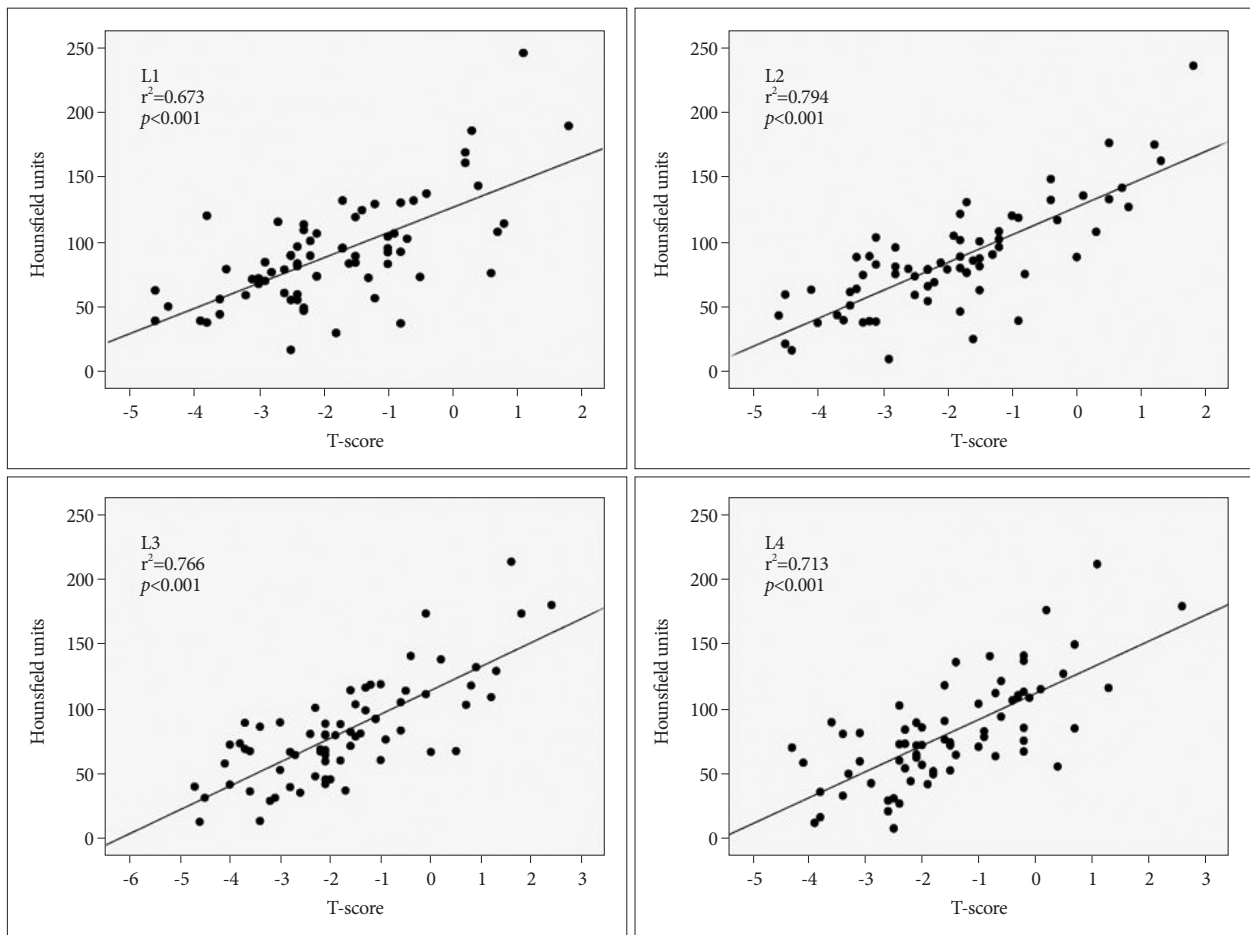 250
200
150
100
50
0
Hounsfield units
L1
r²=0.673
p<0.001
-5 -4 -3 -2 -1 0 1 2
T-score
250
200
150
100
50
0
Hounsfield units
L2
r²=0.794
p<0.001
-5 -4 -3 -2 -1 0 1 2
T-score
250
200
150
100
50
0
Hounsfield units
L3
r²=0.766
p<0.001
-6 -5 -4 -3 -2 -1 0 1 2 3
T-score
250
200
150
100
50
0
Hounsfield units
L4
r²=0.713
p<0.001
-5 -4 -3 -2 -1 0 1 2 3
T-score